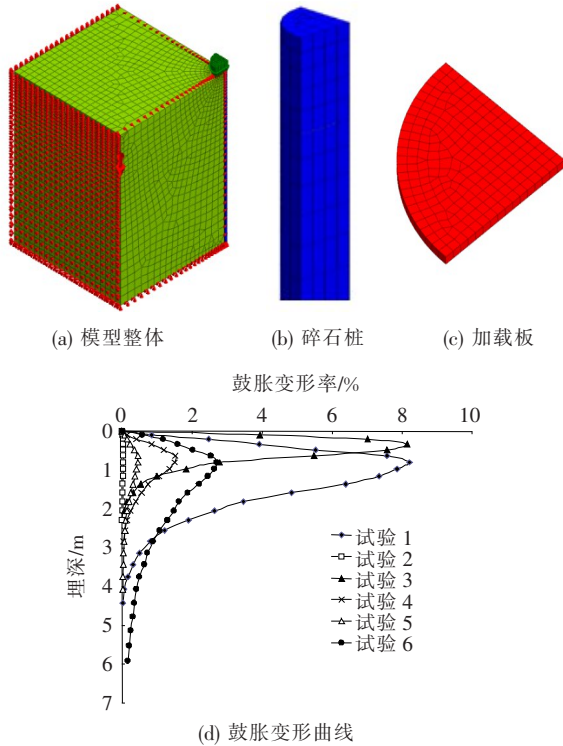 (a) 模型整体
(b) 碎石桩
(c) 加载板
鼓胀变形率/%
0 2 4 6 8 10
0
1
2
3
4
5
6
7
埋深/m
试验 1
试验 2
试验 3
试验 4
试验 5
试验 6
(d) 鼓胀变形曲线